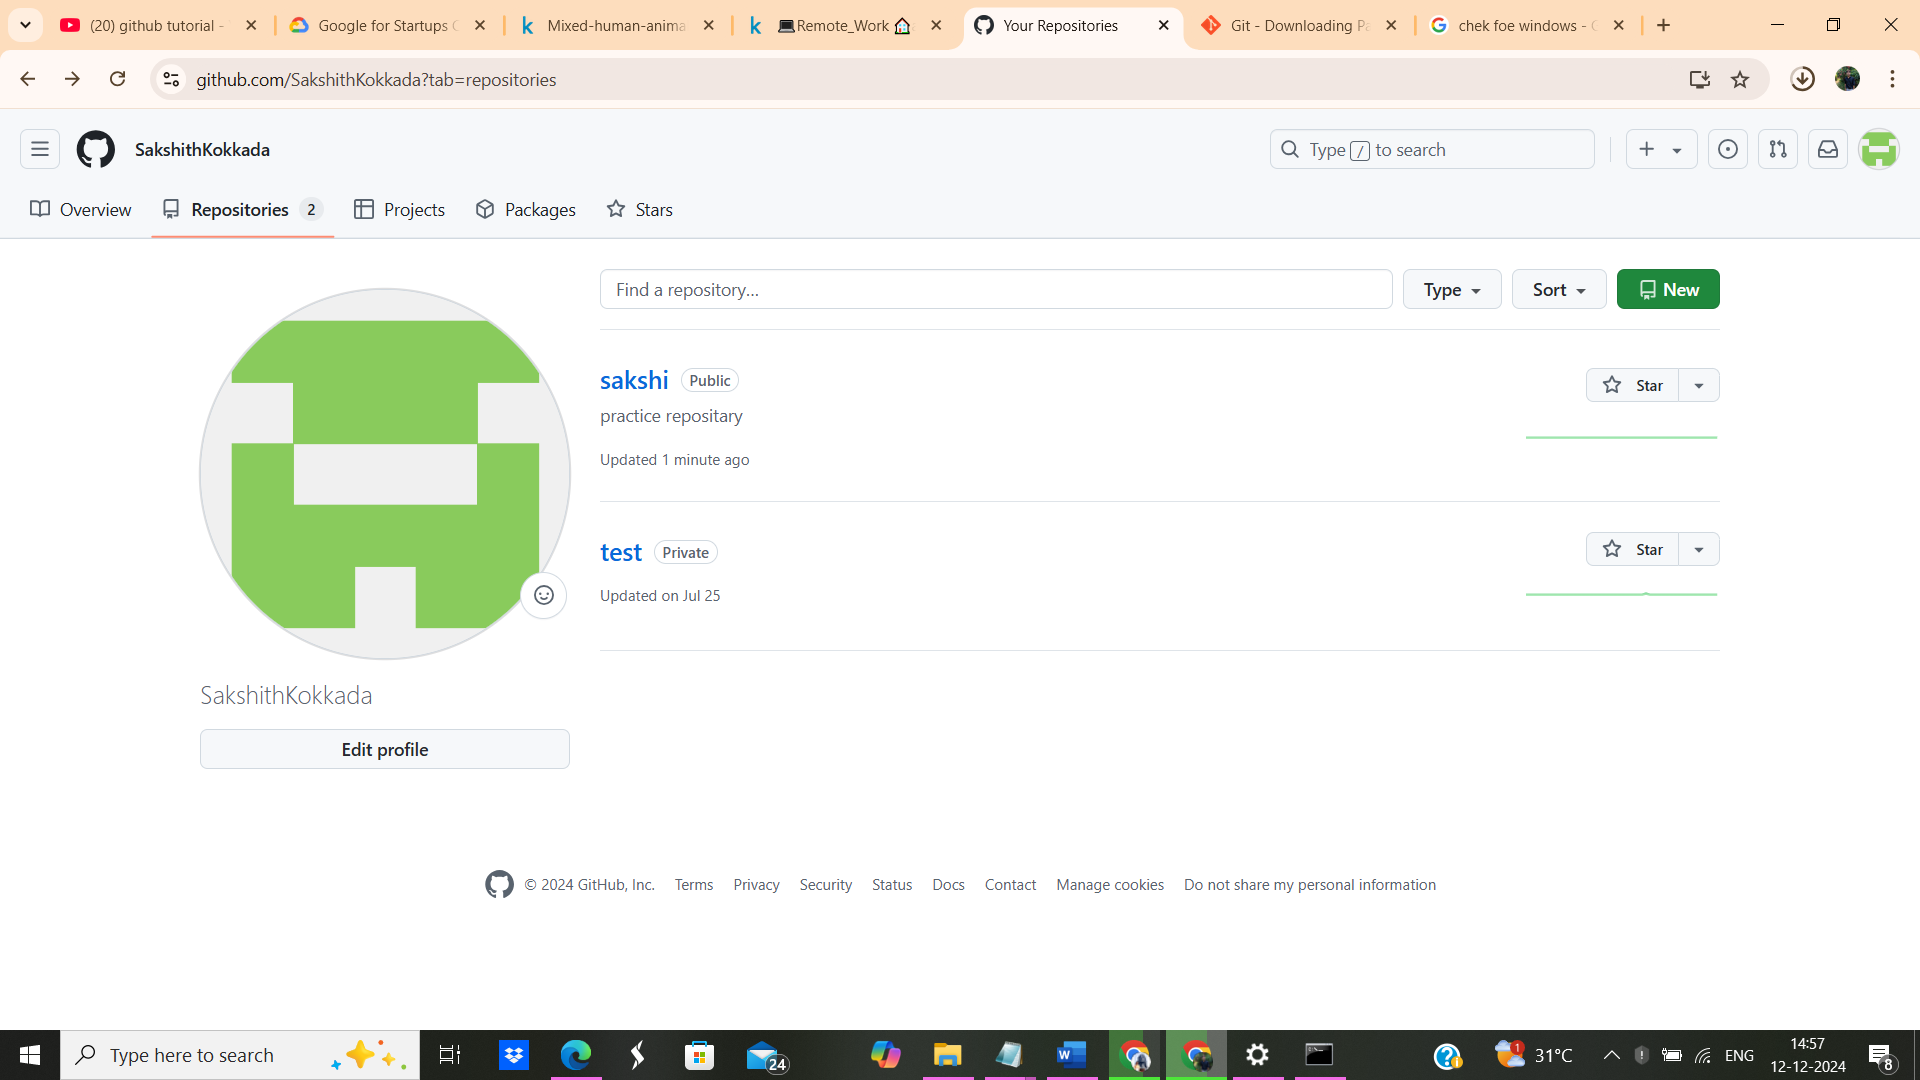 (20) github tutorial -
Google for Startups
Mixed-human-anima
Remote_Work
Your Repositories
Git - Downloading Pa
chek foe windows -
github.com/SakshithKokkada?tab=repositories
SakshithKokkada
Type / to search
Overview
Repositories 2
Projects
Packages
Stars
Find a repository...
Type
Sort
New
sakshi Public
Star
practice repositary
Updated 1 minute ago
test Private
Star
Updated on Jul 25
SakshithKokkada
Edit profile
© 2024 GitHub, Inc. Terms Privacy Security Status Docs Contact Manage cookies Do not share my personal information
Type here to search
24
1
31°C
ENG
14:57
12-12-2024
8